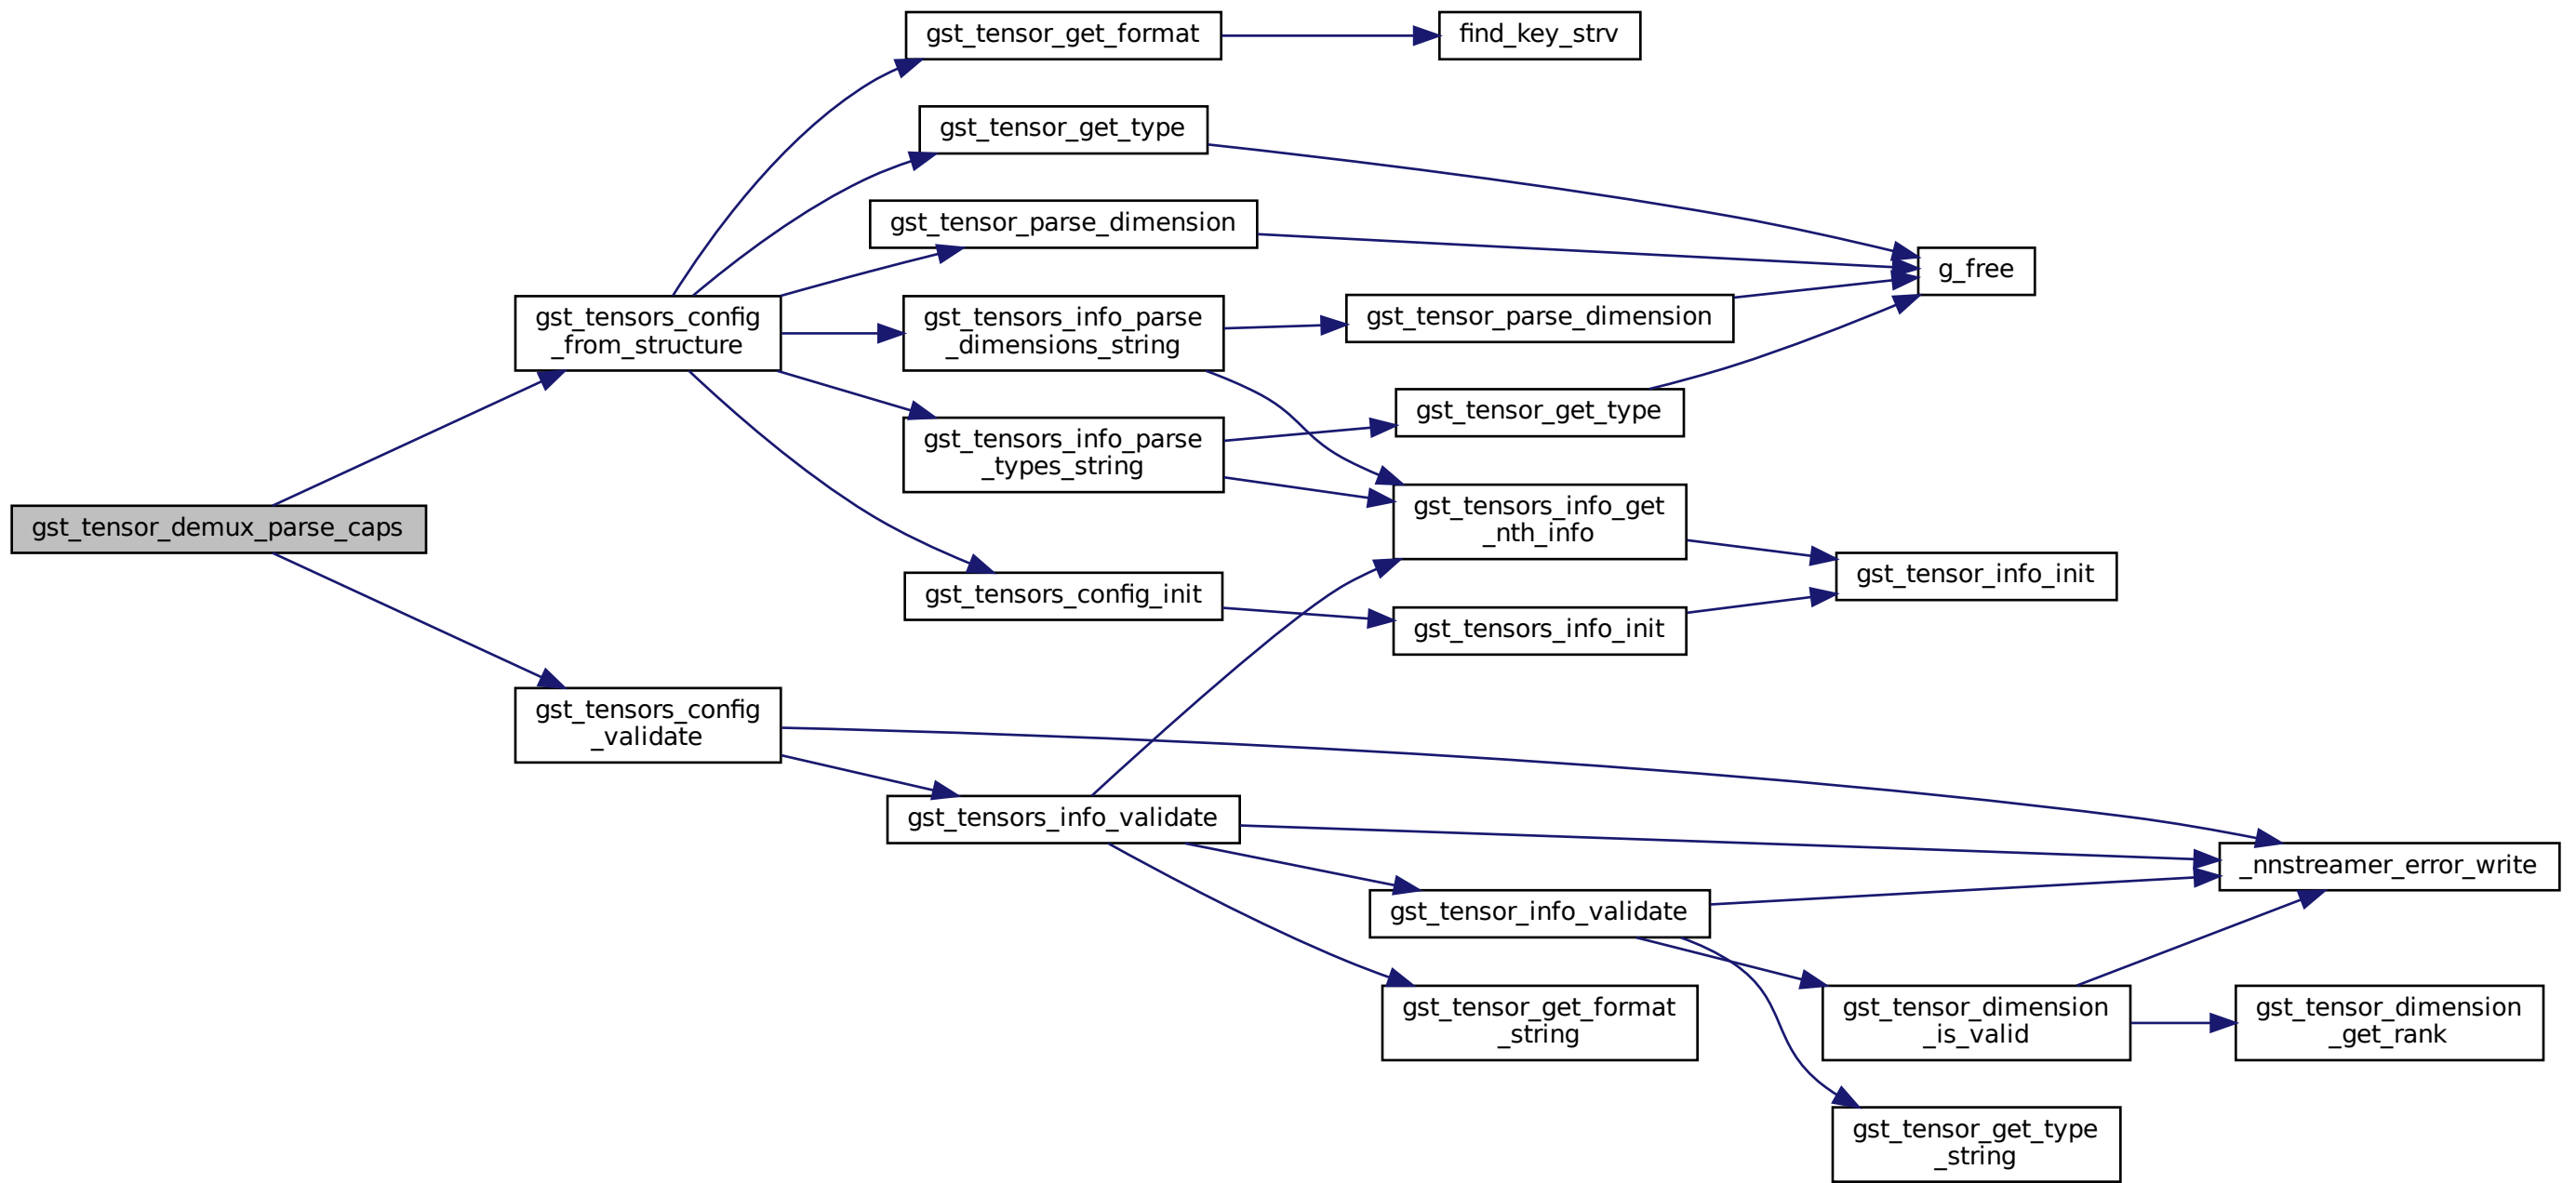 gst_tensor_demux_parse_caps
gst_tensors_config
_from_structure
gst_tensor_get_format
find_key_strv
gst_tensor_get_type
g_free
gst_tensor_parse_dimension
gst_tensors_info_parse
_dimensions_string
gst_tensor_parse_dimension
gst_tensors_info_parse
_types_string
gst_tensor_get_type
gst_tensors_info_get
_nth_info
gst_tensor_info_init
gst_tensors_config_init
gst_tensors_info_init
gst_tensors_config
_validate
gst_tensors_info_validate
_nnstreamer_error_write
gst_tensor_info_validate
gst_tensor_get_format
_string
gst_tensor_dimension
_is_valid
gst_tensor_dimension
_get_rank
gst_tensor_get_type
_string